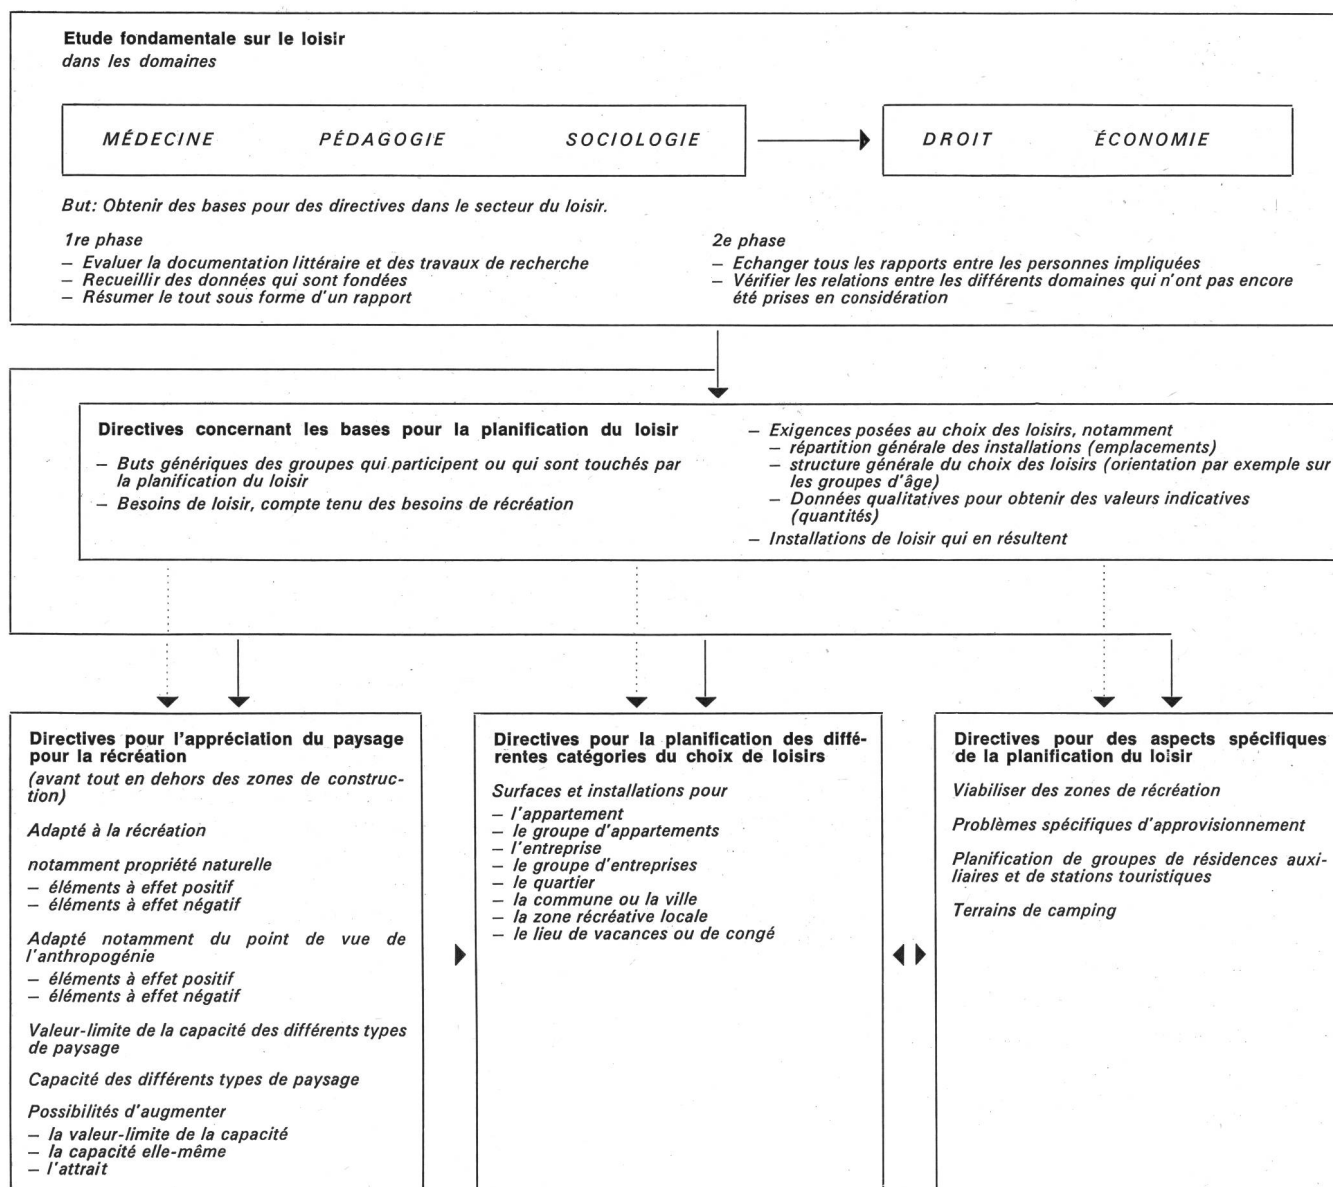 Etude fondamentale sur le loisir
dans les domaines
MÉDECINE PÉDAGOGIE SOCIOLOGIE
DROIT ÉCONOMIE
But: Obtenir des bases pour des directives dans le secteur du loisir.
1re phase
– Evaluer la documentation littéraire et des travaux de recherche
– Recueillir des données qui sont fondées
– Résumer le tout sous forme d'un rapport
2e phase
– Echanger tous les rapports entre les personnes impliquées
– Vérifier les relations entre les différents domaines qui n'ont pas encore
été prises en considération
Directives concernant les bases pour la planification du loisir
– Buts génériques des groupes qui participent ou qui sont touchés par
la planification du loisir
– Besoins de loisir, compte tenu des besoins de récréation
– Exigences posées au choix des loisirs, notamment
– répartition générale des installations (emplacements)
– structure générale du choix des loisirs (orientation par exemple sur
les groupes d'âge)
– Données qualitatives pour obtenir des valeurs indicatives
(quantités)
– Installations de loisir qui en résultent
Directives pour l'appréciation du paysage
pour la récréation
(avant tout en dehors des zones de construc-
tion)
Adapté à la récréation
notamment propriété naturelle
– éléments à effet positif
– éléments à effet négatif
Adapté notamment du point de vue de
l'anthropogénie
– éléments à effet positif
– éléments à effet négatif
Valeur-limite de la capacité des différents types
de paysage
Capacité des différents types de paysage
Possibilités d'augmenter
– la valeur-limite de la capacité
– la capacité elle-même
– l'attrait
Directives pour la planification des diffé-
rentes catégories du choix de loisirs
Surfaces et installations pour
– l'appartement
– le groupe d'appartements
– l'entreprise
– le groupe d'entreprises
– le quartier
– la commune ou la ville
– la zone récréative locale
– le lieu de vacances ou de congé
Directives pour des aspects spécifiques
de la planification du loisir
Viabiliser des zones de récréation
Problèmes spécifiques d'approvisionnement
Planification de groupes de résidences auxi-
liaires et de stations touristiques
Terrains de camping